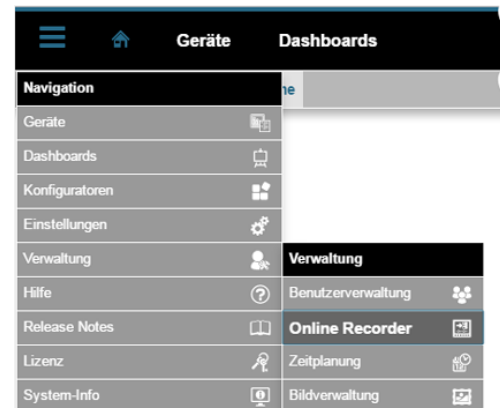 Geräte Dashboards
Navigation
Geräte
Dashboards
Konfiguratoren
Einstellungen
Verwaltung
Hilfe
Release Notes
Lizenz
System-Info
Verwaltung
Benutzerverwaltung
Online Recorder
Zeitplanung
Bildverwaltung